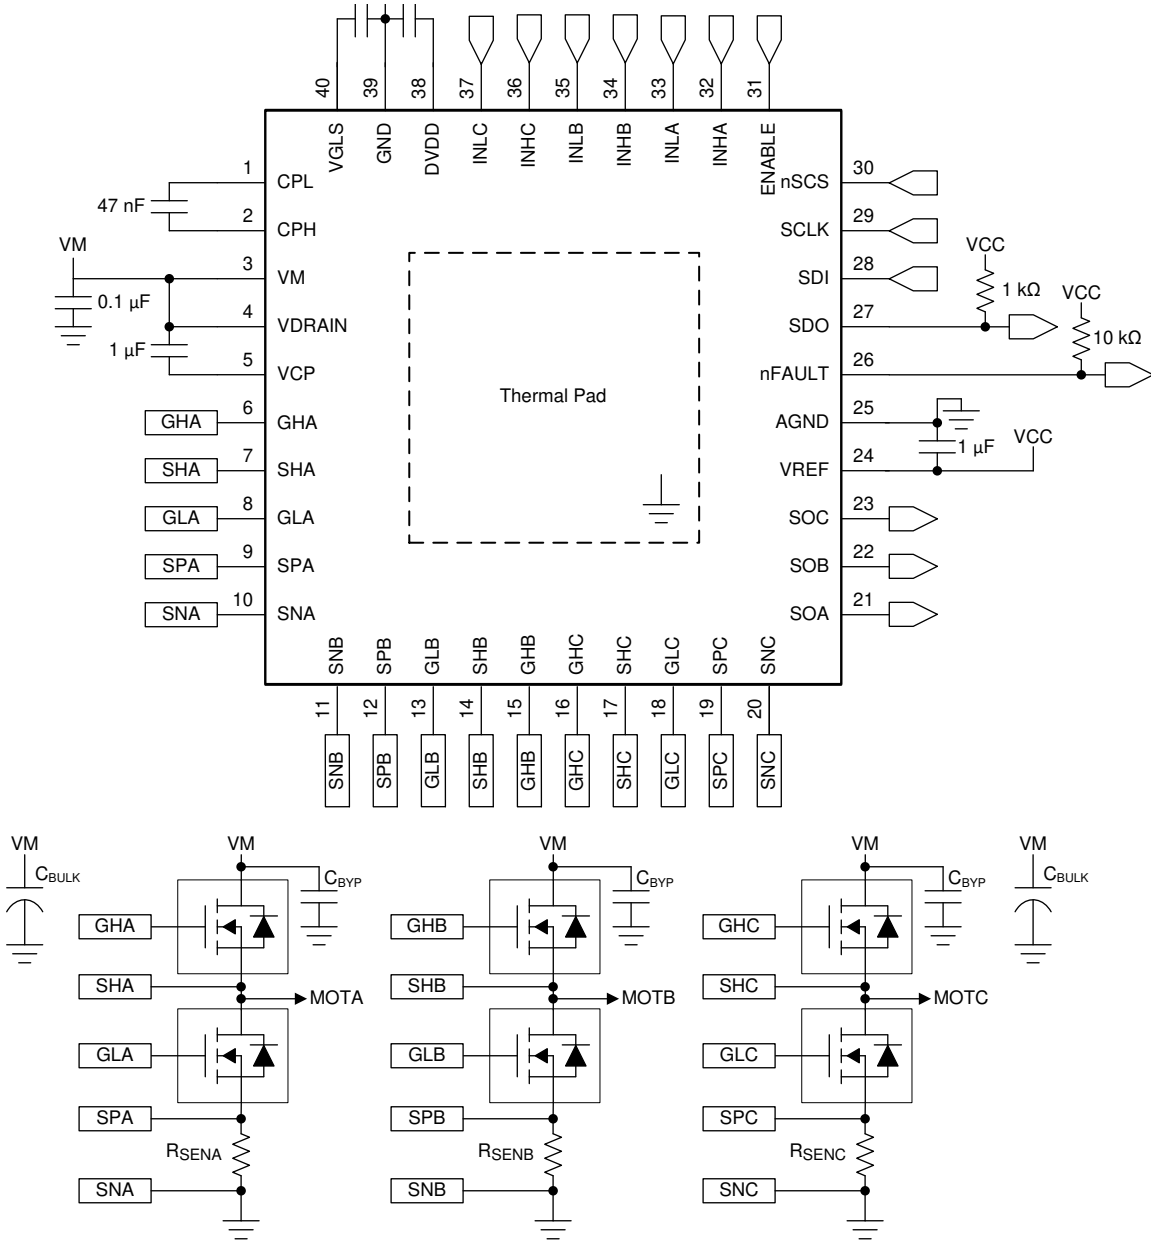 40
39
38
37
36
35
34
33
32
31
VGLS
GND
DVDD
INLC
INHC
INLB
INHB
INLA
INHA
ENABLE
1
CPL
47 nF
2
CPH
VM
3
VM
0.1 µF
4
VDRAIN
1 µF
5
VCP
GHA
6
GHA
SHA
7
SHA
GLA
8
GLA
SPA
9
SPA
SNA
10
SNA
Thermal Pad
nSCS
30
SCLK
29
VCC
SDI
28
1 kΩ
VCC
SDO
27
10 kΩ
nFAULT
26
AGND
25
1 µF
VCC
VREF
24
SOC
23
SOB
22
SOA
21
SNB
SPB
GLB
SHB
GHB
GHC
SHC
GLC
SPC
SNC
11
12
13
14
15
16
17
18
19
20
SNB
SPB
GLB
SHB
GHB
GHC
SHC
GLC
SPC
SNC
VM
CBULK
VM
CBYP
GHA
SHA
MOTA
GLA
SPA
RSENA
SNA
VM
CBYP
GHB
SHB
MOTB
GLB
SPB
RSENB
SNB
VM
CBYP
GHC
SHC
MOTC
GLC
SPC
RSENC
SNC
VM
CBULK